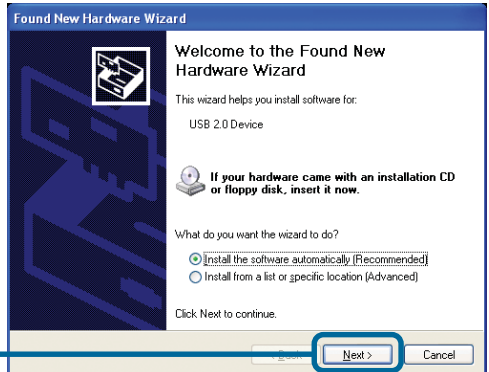 Found New Hardware Wizard
Welcome to the Found New
Hardware Wizard
This wizard helps you install software for:
USB 2.0 Device
If your hardware came with an installation CD
or floppy disk, insert it now.
What do you want the wizard to do?
Install the software automatically (Recommended)
Install from a list or specific location (Advanced)
Click Next to continue.
< Back Next > Cancel